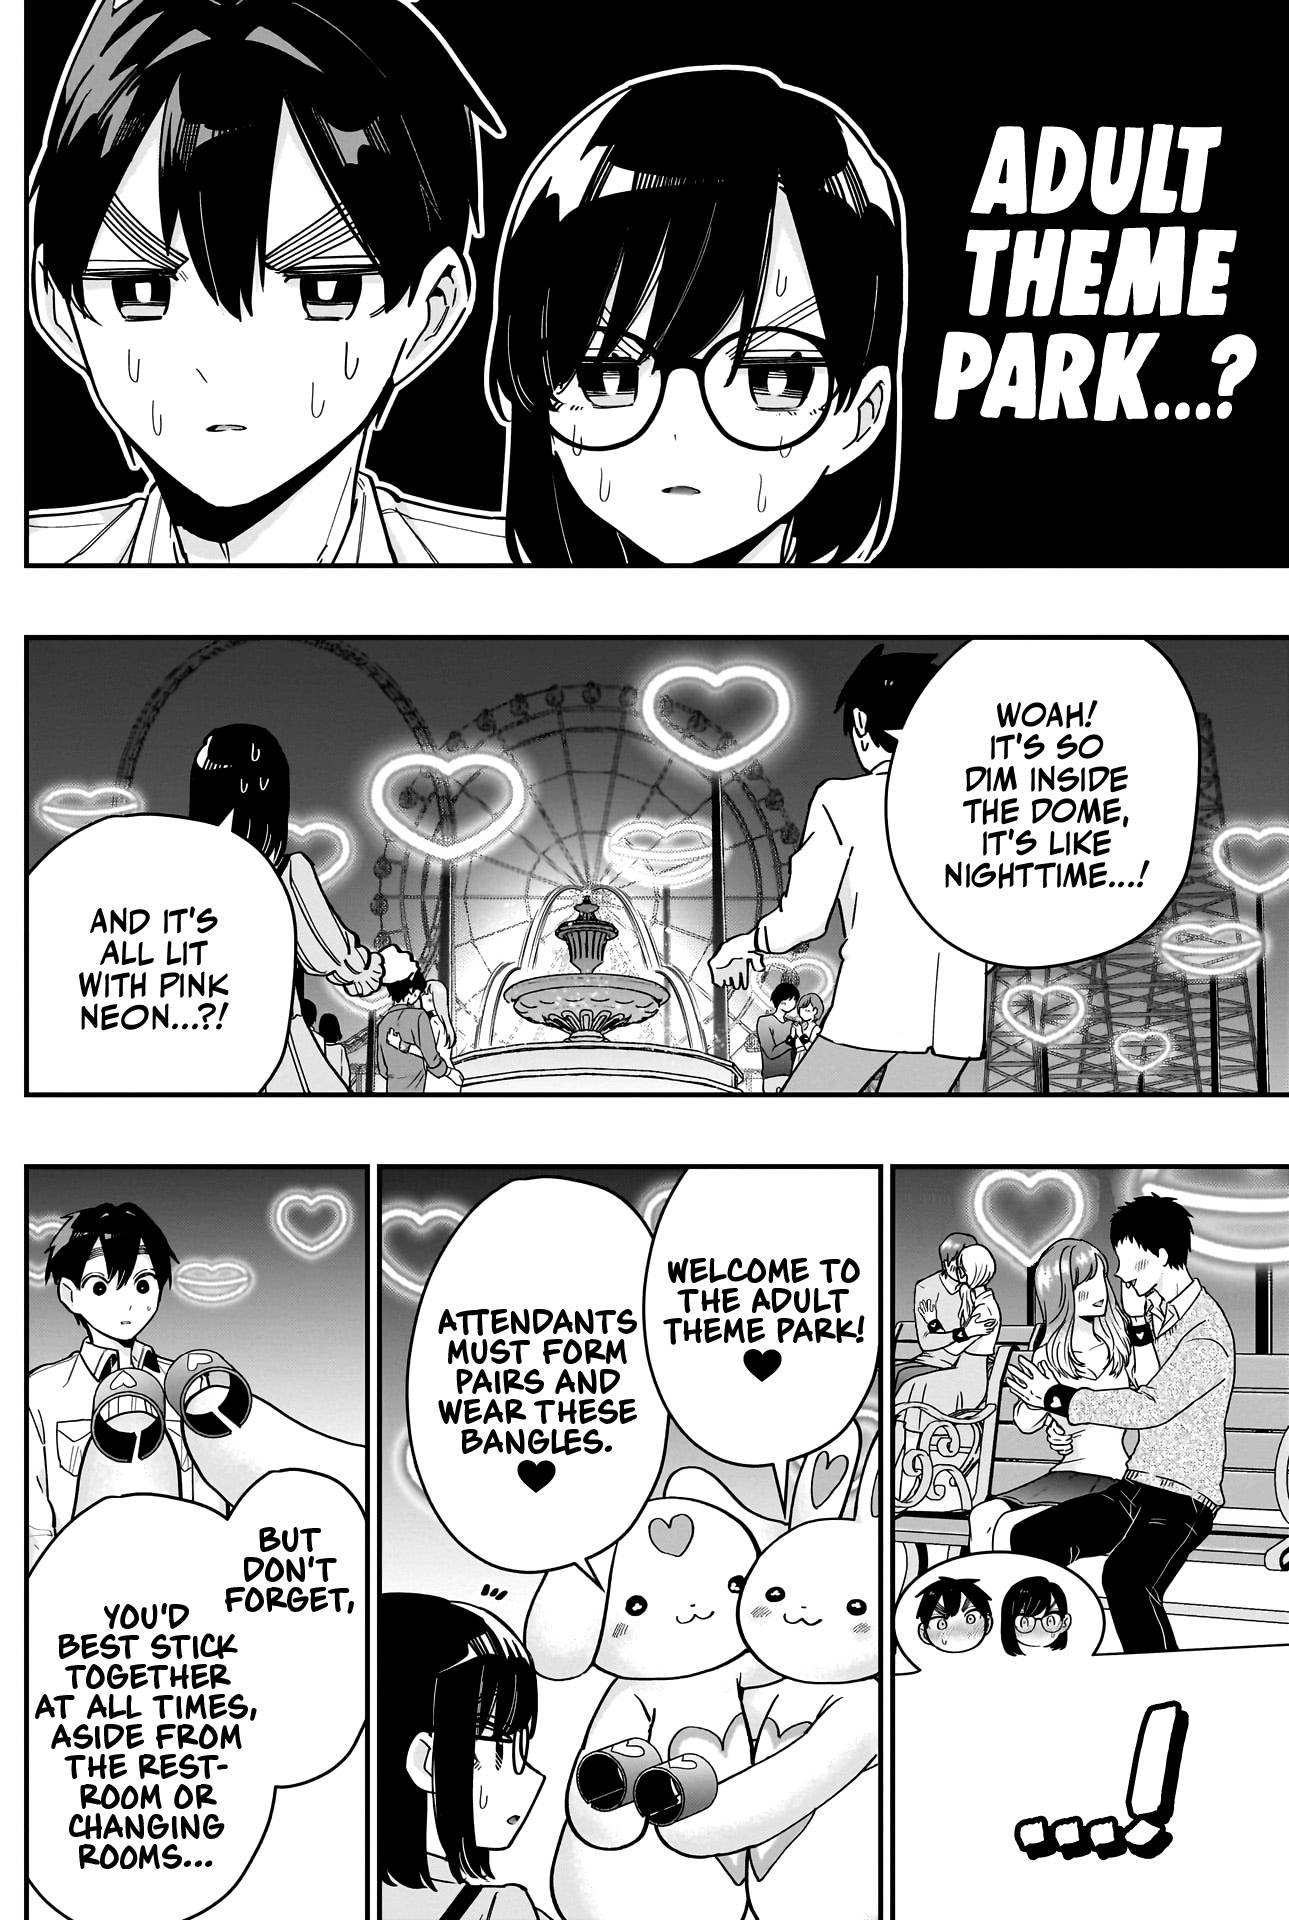 ADULT
THEME
PARK...?
WOAH!
IT'S SO
DIM INSIDE
THE DOME,
IT'S LIKE
NIGHTTIME...!
AND IT'S
ALL LIT
WITH PINK
NEON...?!
...!
WELCOME TO
THE ADULT
THEME PARK!
♥
ATTENDANTS
MUST FORM
PAIRS AND
WEAR THESE
BANGLES.
♥
BUT
DON'T
FORGET,
YOU'D
BEST STICK
TOGETHER
AT ALL TIMES,
ASIDE FROM
THE REST-
ROOM OR
CHANGING
ROOMS...